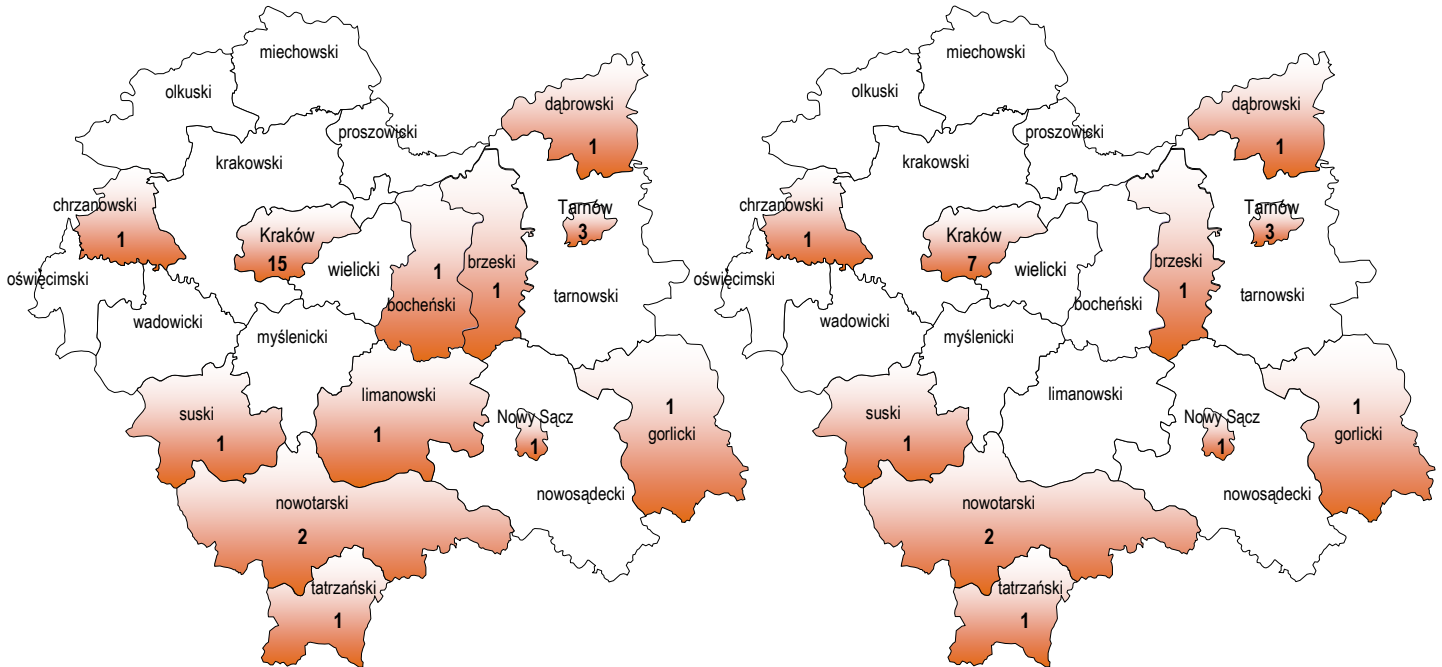 miechowski
olkuski
dąbrowski
1
proszowicki
krakowski
chrzanowski
1
Tarnów
3
Kraków
15
wielicki
1
bocheński
brzeski
1
oświęcimski
tarnowski
wadowicki
myślenicki
limanowski
1
suski
1
Nowy Sącz
1
1
gorlicki
nowosądecki
nowotarski
2
tatrzański
1
miechowski
olkuski
dąbrowski
1
proszowicki
krakowski
chrzanowski
1
Tarnów
3
Kraków
7
wielicki
brzeski
1
bocheński
oświęcimski
tarnowski
wadowicki
myślenicki
limanowski
suski
1
Nowy Sącz
1
1
gorlicki
nowosądecki
nowotarski
2
tatrzański
1